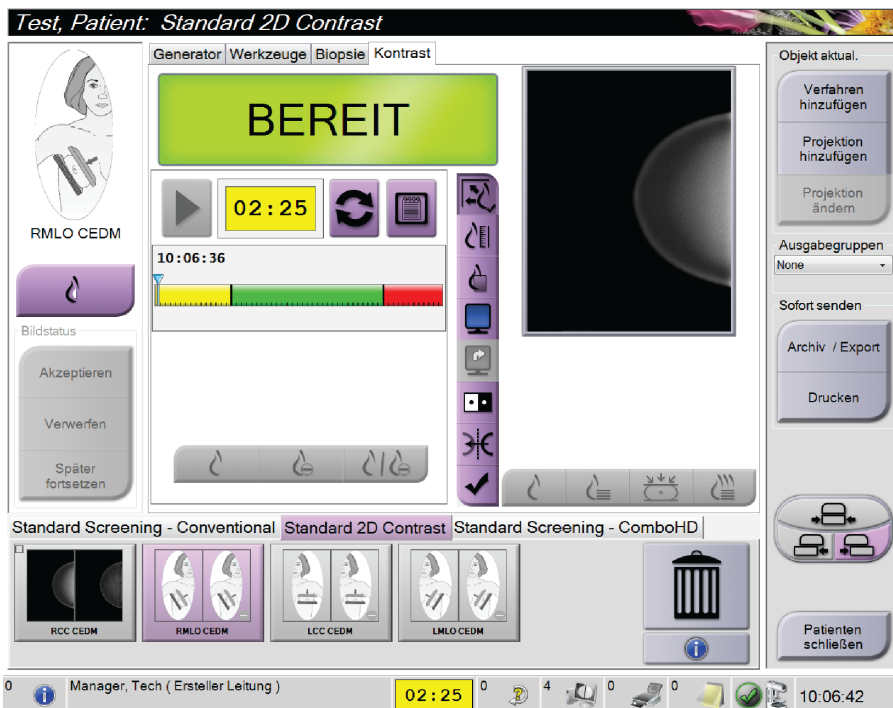 Test, Patient: Standard 2D Contrast
Generator Werkzeuge Biopsie Kontrast
BEREIT
02:25
10:06:36
RMLO CEDM
Bildstatus
Akzeptieren
Verwerfen
Später
fortsetzen
Objekt aktual.
Verfahren
hinzufügen
Projektion
hinzufügen
Projektion
ändern
Ausgabegruppen
None
Sofort senden
Archiv / Export
Drucken
Patienten
schließen
Standard Screening - Conventional Standard 2D Contrast Standard Screening - ComboHD
RCC CEDM RMLO CEDM LCC CEDM LMLO CEDM
0 Manager, Tech ( Ersteller Leitung ) 02:25 0 4 0 0 10:06:42